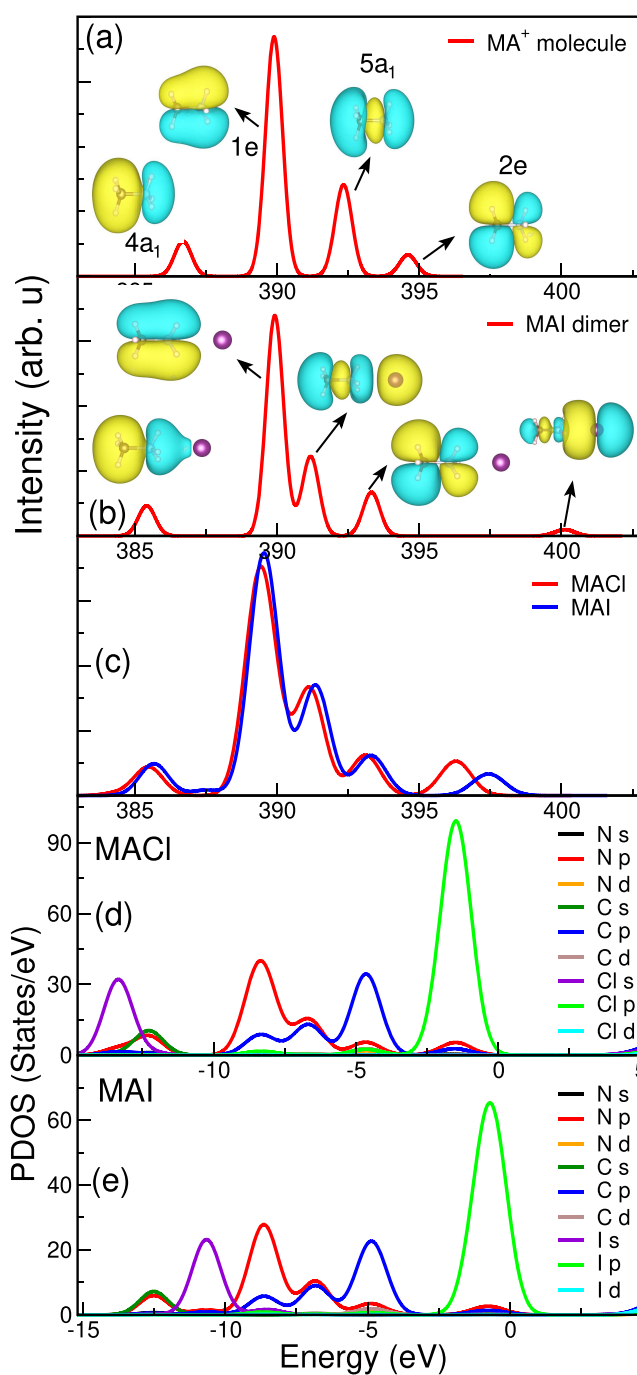 (a)
MA+ molecule
5a1
1e
2e
4a1
390
395
400
MAI dimer
(b)
385
390
395
400
Intensity (arb. u)
MACl
MAI
(c)
385
390
395
400
MACl
(d)
90
60
30
0
N s
N p
N d
C s
C p
C d
Cl s
Cl p
Cl d
-10
-5
0
MAI
(e)
60
40
20
0
N s
N p
N d
C s
C p
C d
I s
I p
I d
-15
-10
-5
0
PDOS (States/eV)
Energy (eV)